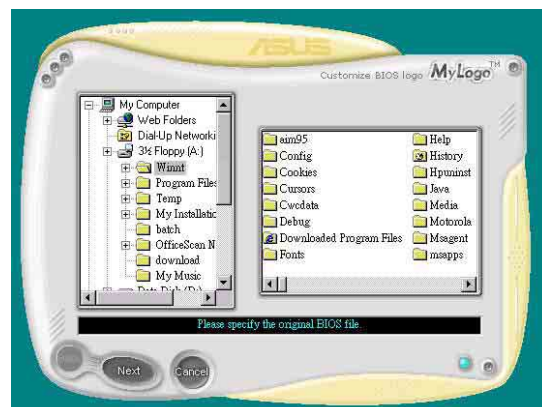 ASUS
Customize BIOS logo MyLogo™
My Computer
Web Folders
Dial-Up Networki
3½ Floppy (A:)
Winnt
Program Files
Temp
My Installatic
batch
OfficeScan N
download
My Music
aim95
Config
Cookies
Cursors
Cwcdata
Debug
Downloaded Program Files
Fonts
Help
History
Hpuninst
Java
Media
Motorola
Msagent
msapps
Please specify the original BIOS file.
Next
Cancel